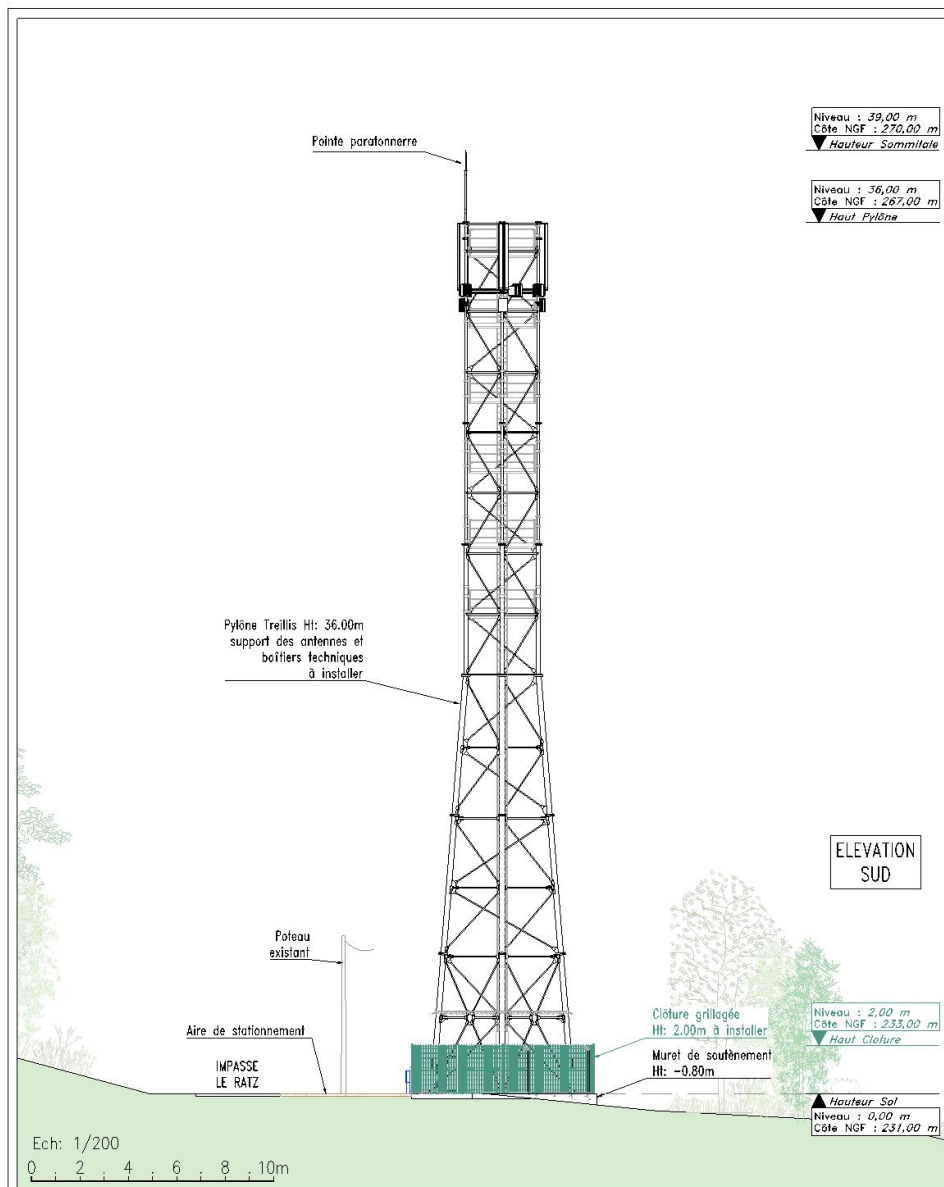 Niveau : 39,00 m
Côte NGF : 270,00 m
Hauteur Sommitale
Pointe paratonnerre
Niveau : 36,00 m
Côte NGF : 267,00 m
Haut Pylône
Pylône Treillis Ht: 36.00m
support des antennes et
boîtiers techniques
à installer
ELEVATION
SUD
Poteau
existant
Clôture grillagée
Ht: 2.00m à installer
Niveau : 2,00 m
Côte NGF : 233,00 m
Haut Cloture
Aire de stationnement
Muret de soutènement
Ht: -0.80m
IMPASSE
LE RATZ
Hauteur Sol
Niveau : 0,00 m
Côte NGF : 231,00 m
Ech: 1/200
0 2 4 6 8 10m